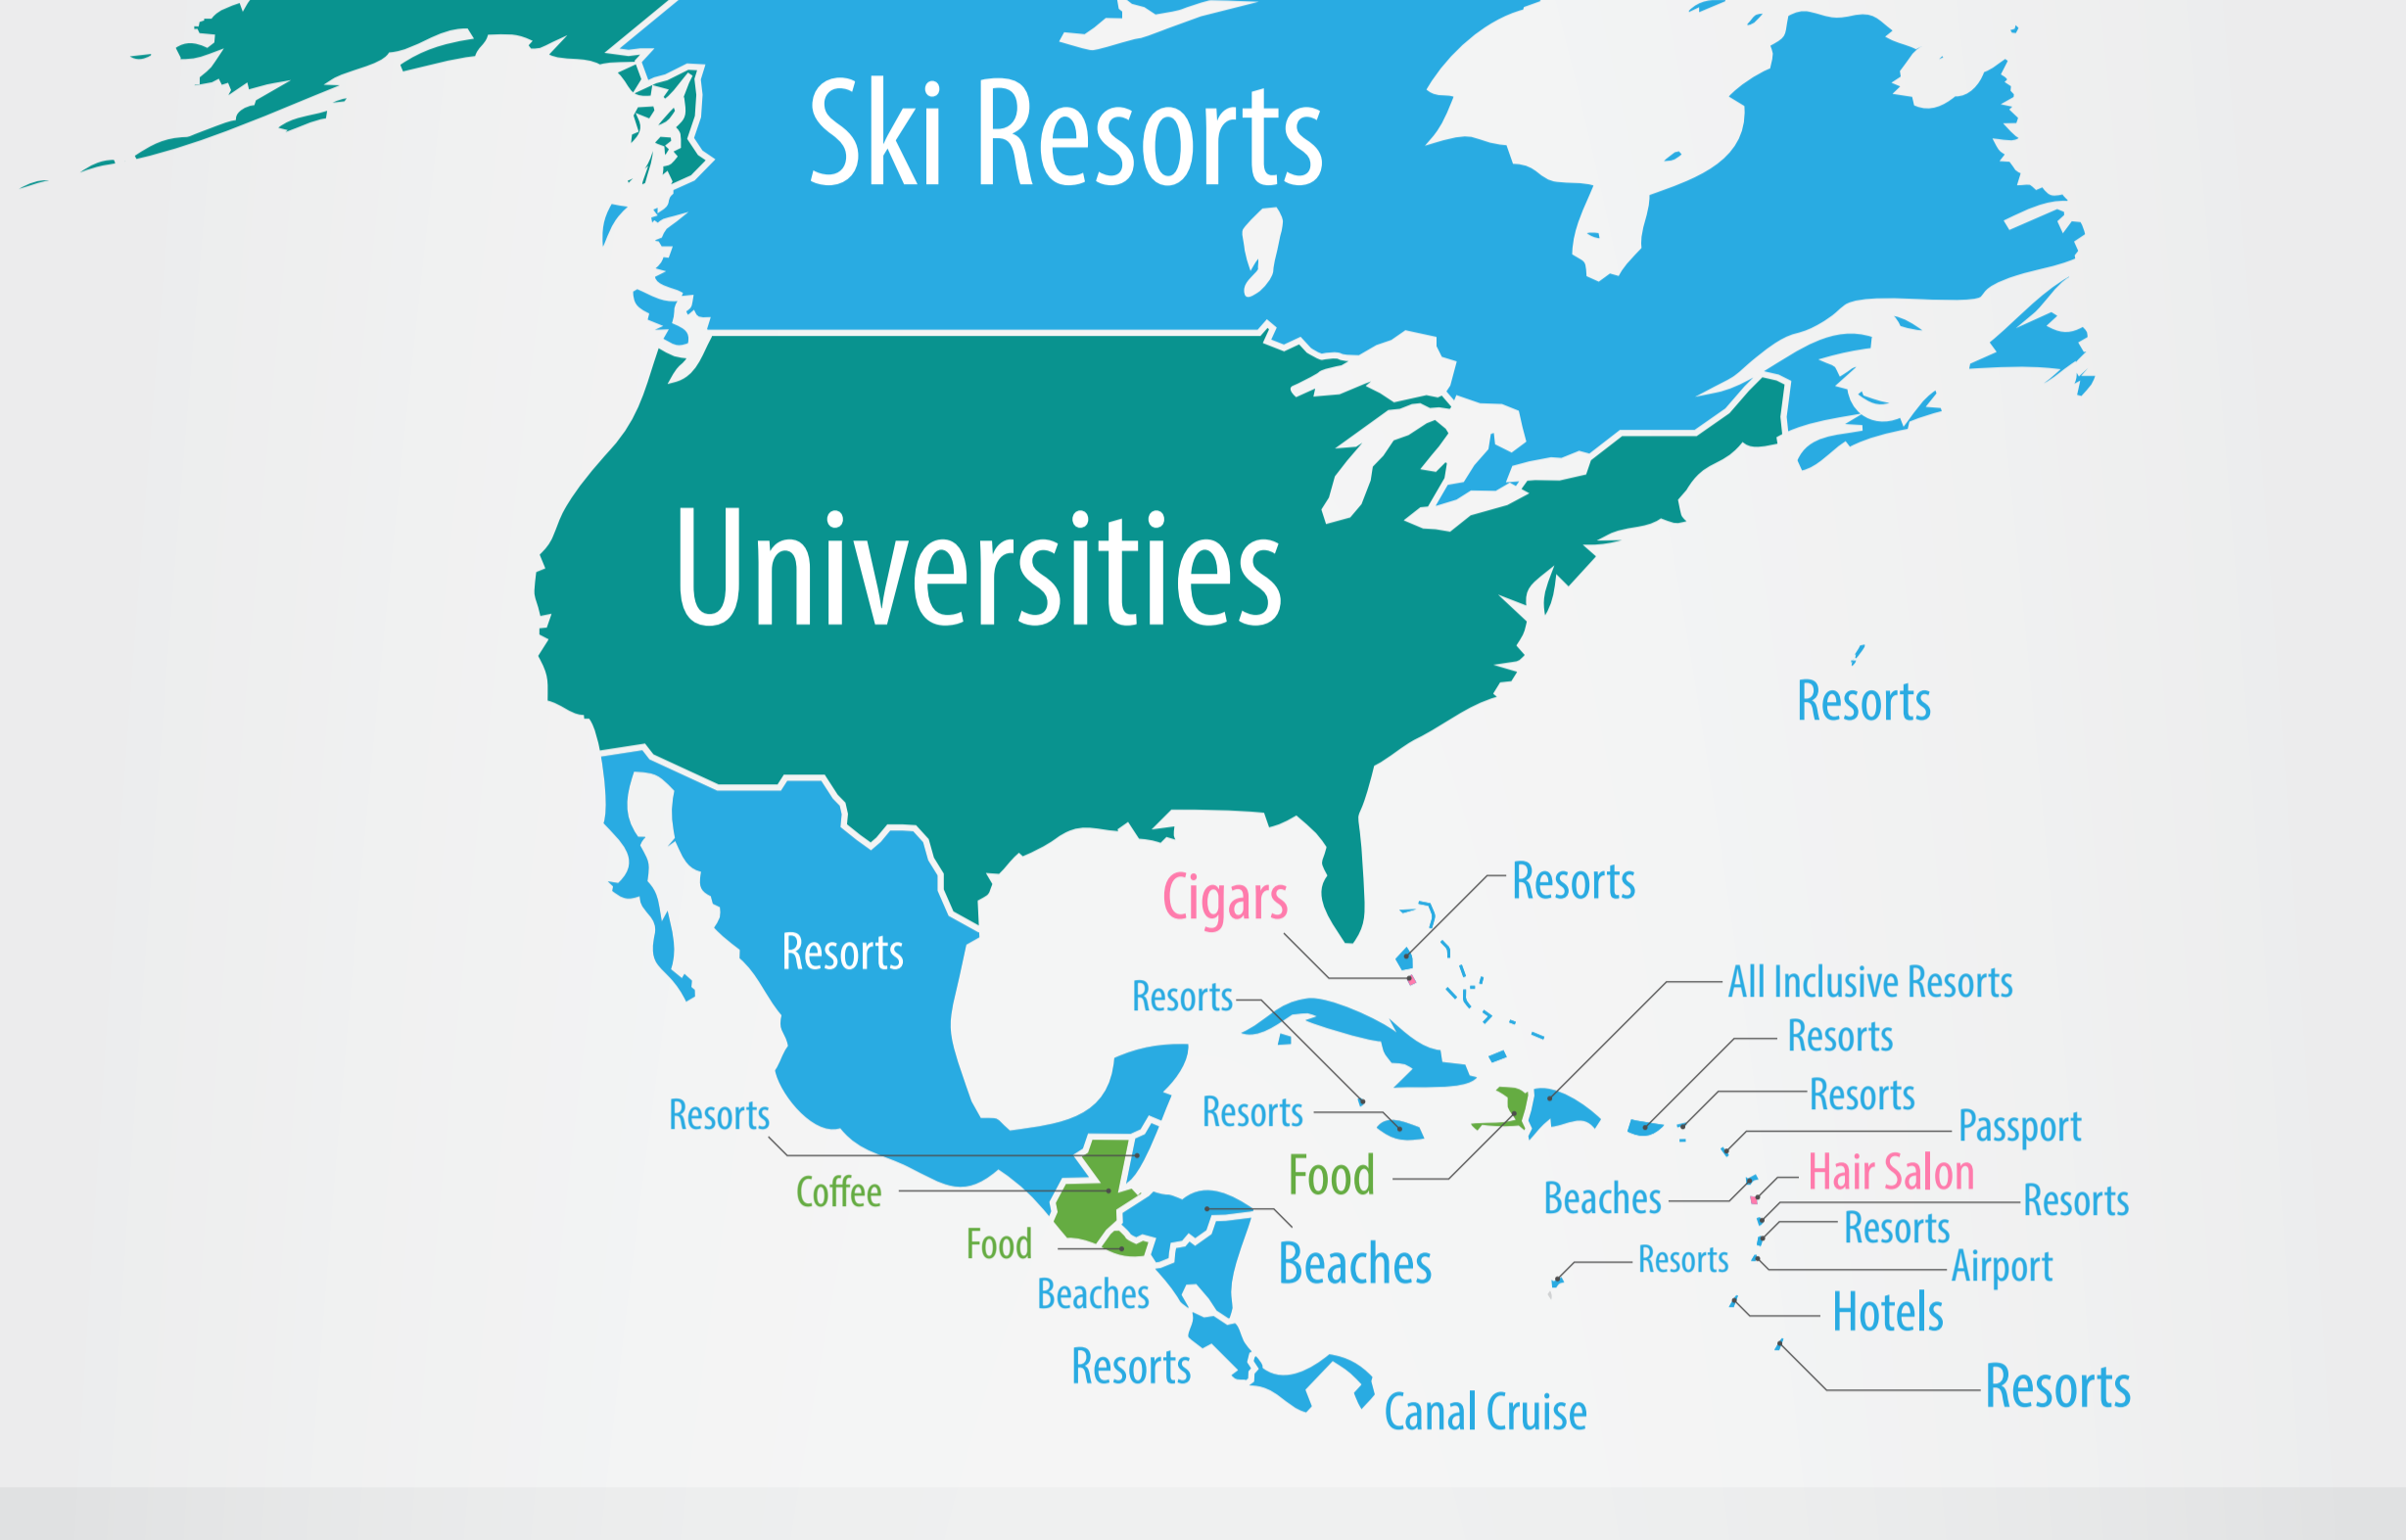 Ski Resorts
Universities
Resorts
Resorts
Cigars
Resorts
Resorts
All Inclusive Resorts
Resorts
Resorts
Resorts
Resorts
Passport
Food
Hair Salon
Coffee
Beaches
Resorts
Resorts
Food
Beaches
Resorts
Airport
Beaches
Hotels
Resorts
Resorts
Canal Cruise